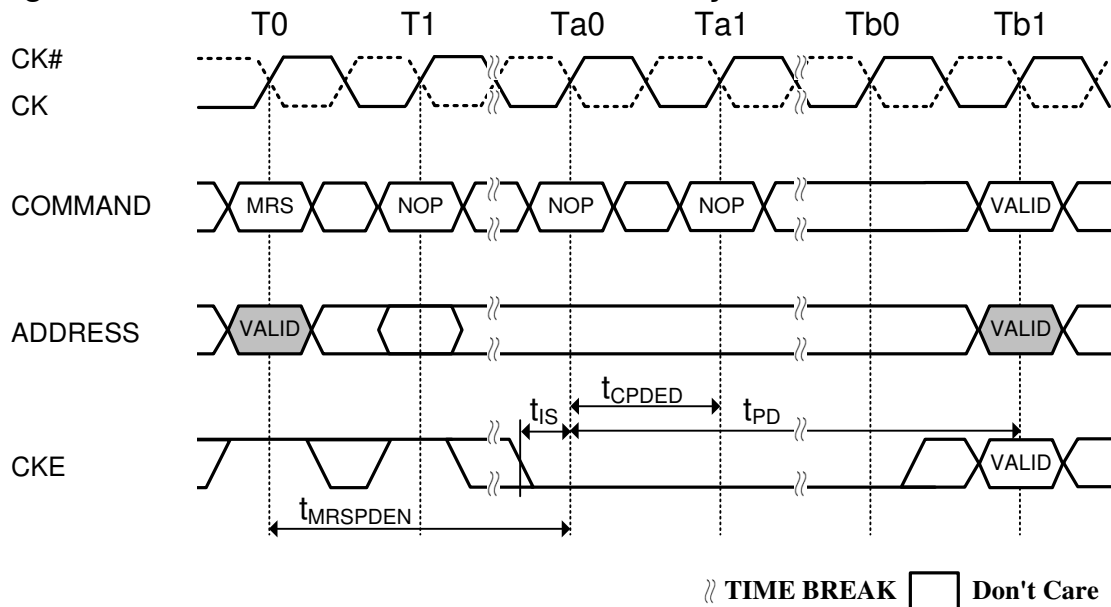 T0 T1 Ta0 Ta1 Tb0 Tb1
CK#
CK
COMMAND MRS NOP NOP NOP VALID
ADDRESS VALID VALID
tCPDED
tIS tPD
CKE VALID
tMRSPDEN
TIME BREAK Don't Care